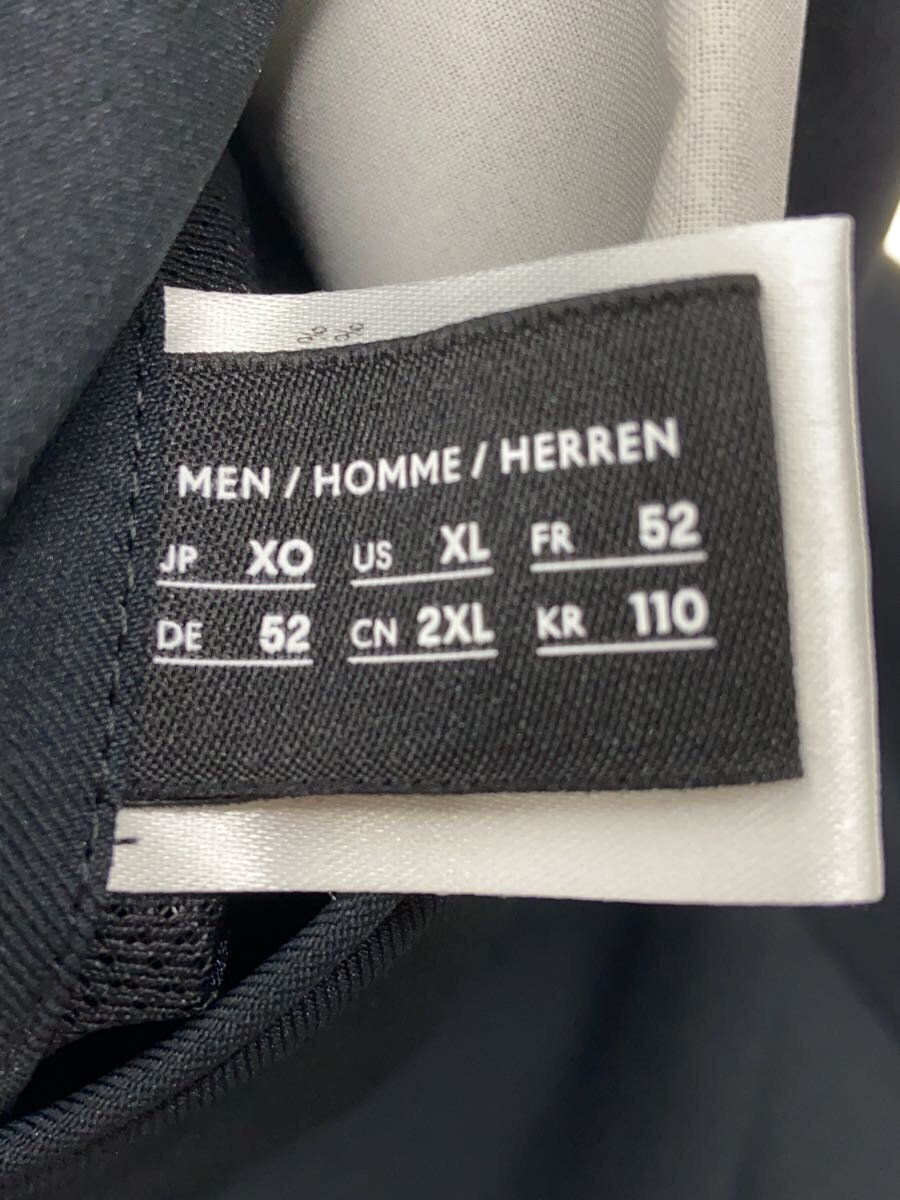 % %
MEN / HOMME / HERREN
JP XO US XL FR 52
DE 52 CN 2XL KR 110